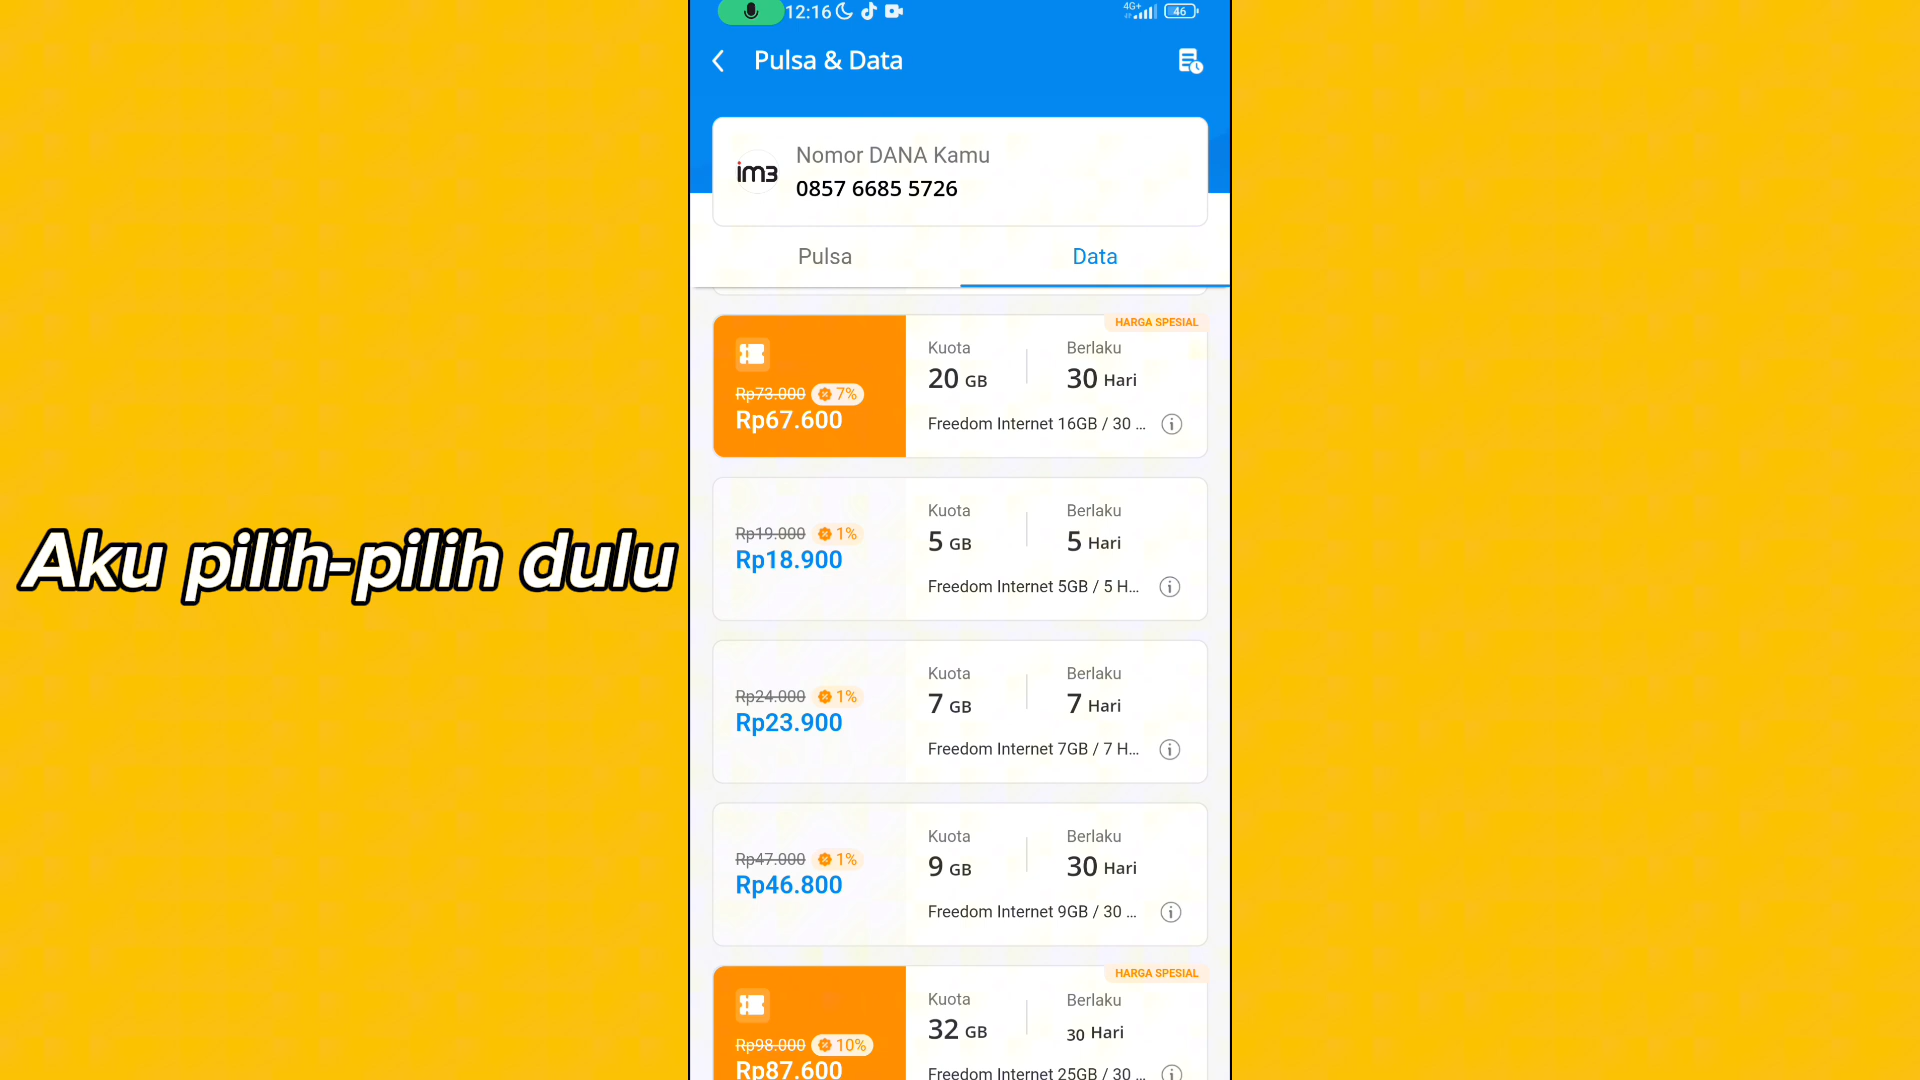 12:16
4G+
46
Pulsa & Data
im3
Nomor DANA Kamu
0857 6685 5726
Pulsa
Data
HARGA SPESIAL
Rp73.000 7%
Rp67.600
Kuota
20 GB
Berlaku
30 Hari
Freedom Internet 16GB / 30 ...
Rp19.000 1%
Rp18.900
Kuota
5 GB
Berlaku
5 Hari
Freedom Internet 5GB / 5 H...
Rp24.000 1%
Rp23.900
Kuota
7 GB
Berlaku
7 Hari
Freedom Internet 7GB / 7 H...
Rp47.000 1%
Rp46.800
Kuota
9 GB
Berlaku
30 Hari
Freedom Internet 9GB / 30 ...
HARGA SPESIAL
Rp98.000 10%
Rp87.600
Kuota
32 GB
Berlaku
30 Hari
Freedom Internet 25GB / 30 ...
Aku pilih-pilih dulu